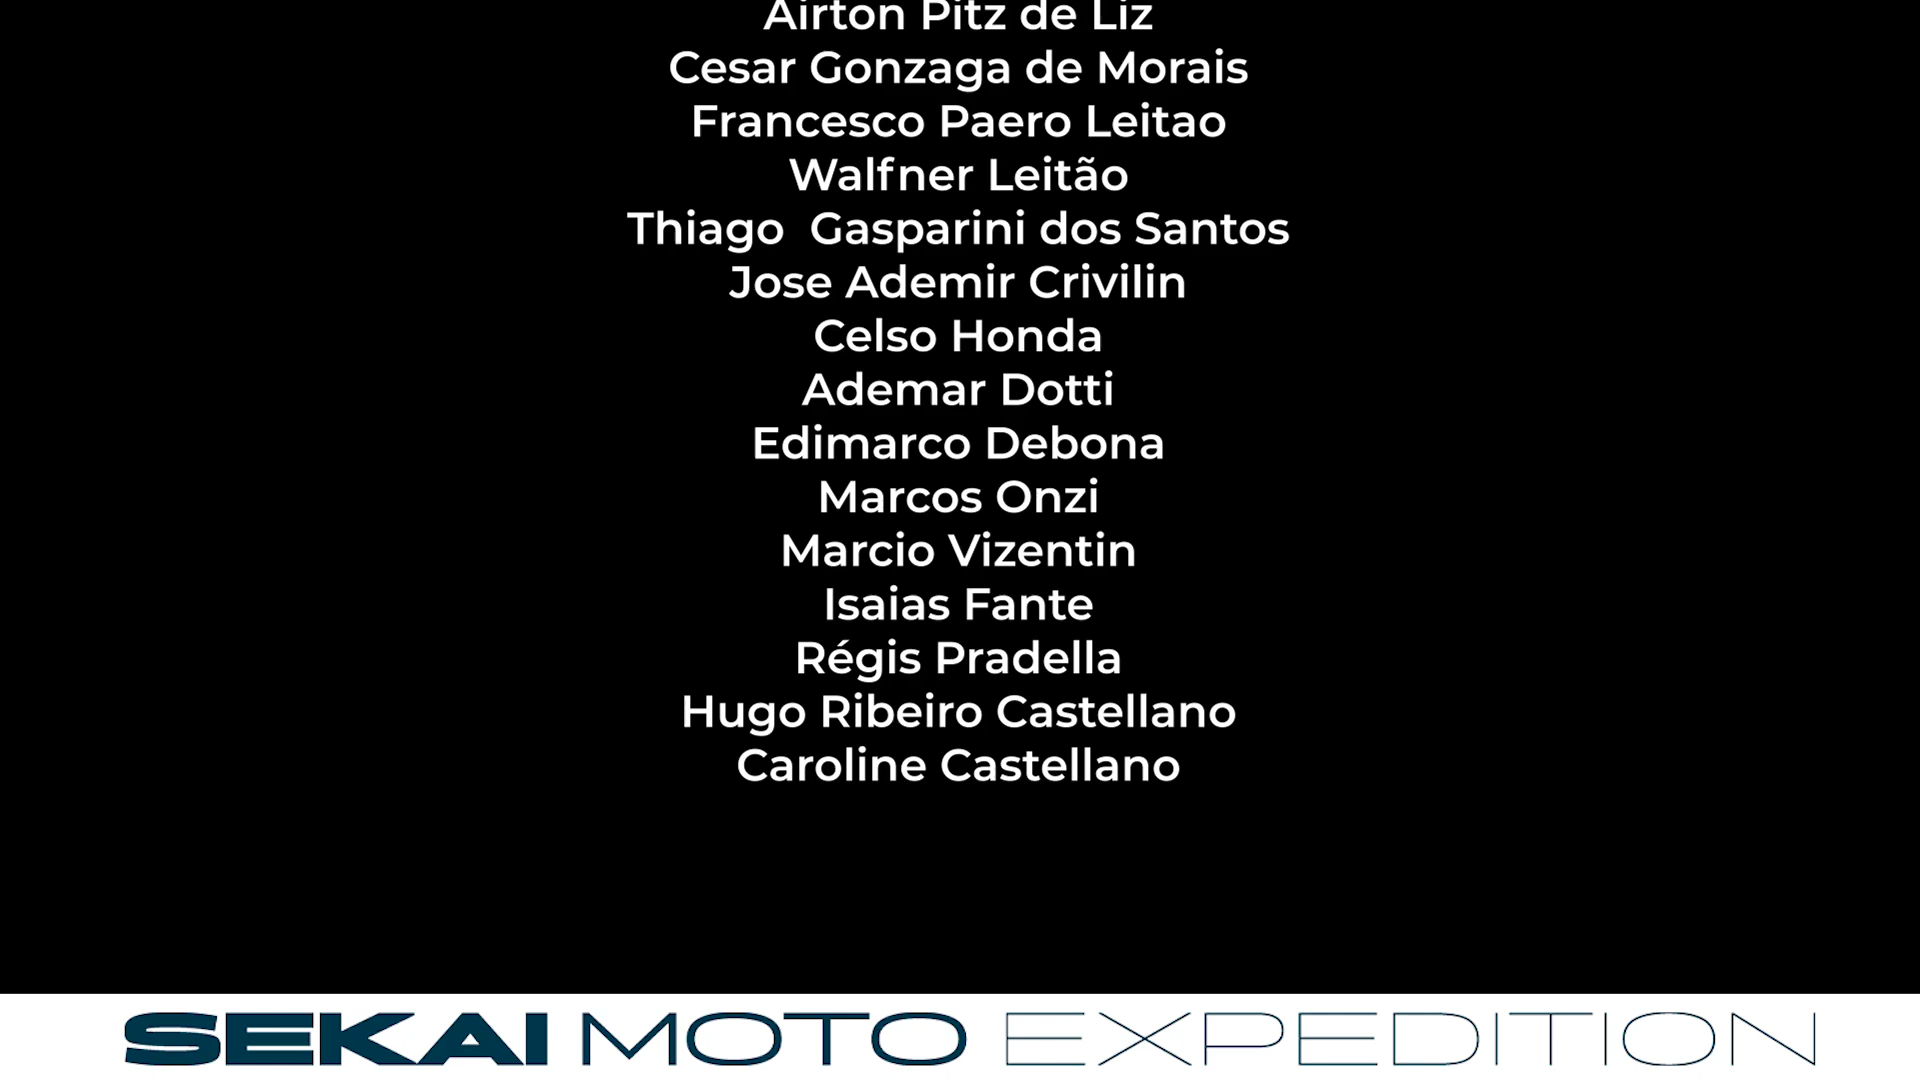 Airton Pitz de Liz
Cesar Gonzaga de Morais
Francesco Paero Leitao
Walfner Leitão
Thiago  Gasparini dos Santos
Jose Ademir Crivilin
Celso Honda
Ademar Dotti
Edimarco Debona
Marcos Onzi
Marcio Vizentin
Isaias Fante
Régis Pradella
Hugo Ribeiro Castellano
Caroline Castellano
SEKAI MOTO EXPEDITION